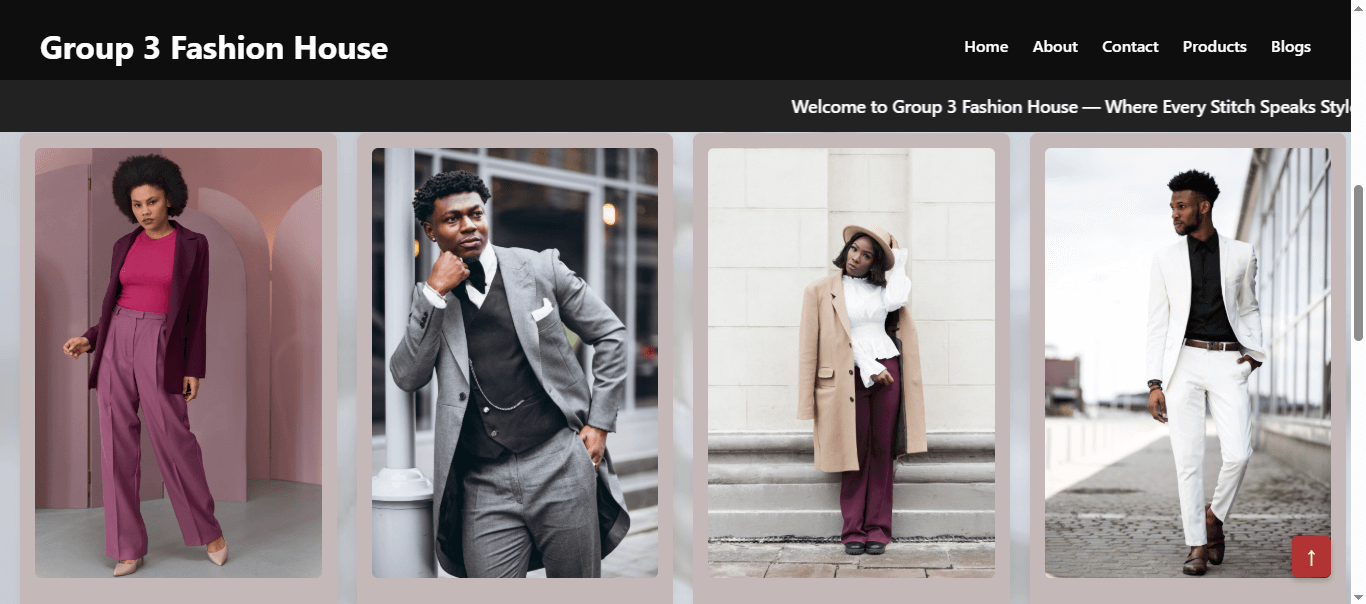 Group 3 Fashion House
Home About Contact Products Blogs
Welcome to Group 3 Fashion House — Where Every Stitch Speaks